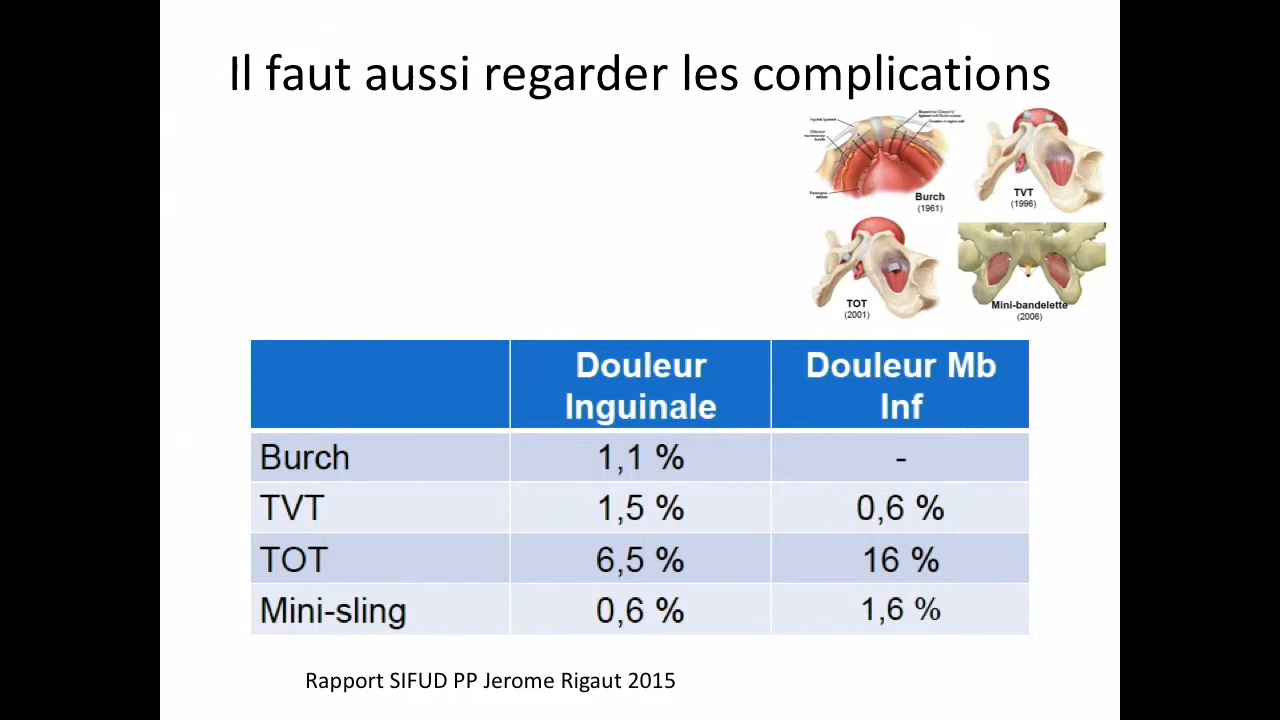 Il faut aussi regarder les complications
Burch
(1961)
TVT
(1996)
TOT
(2001)
Mini-bandelette
(2006)
Douleur Inguinale
Douleur Mb Inf
Burch 1,1 % -
TVT 1,5 % 0,6 %
TOT 6,5 % 16 %
Mini-sling 0,6 % 1,6 %
Rapport SIFUD PP Jerome Rigaut 2015